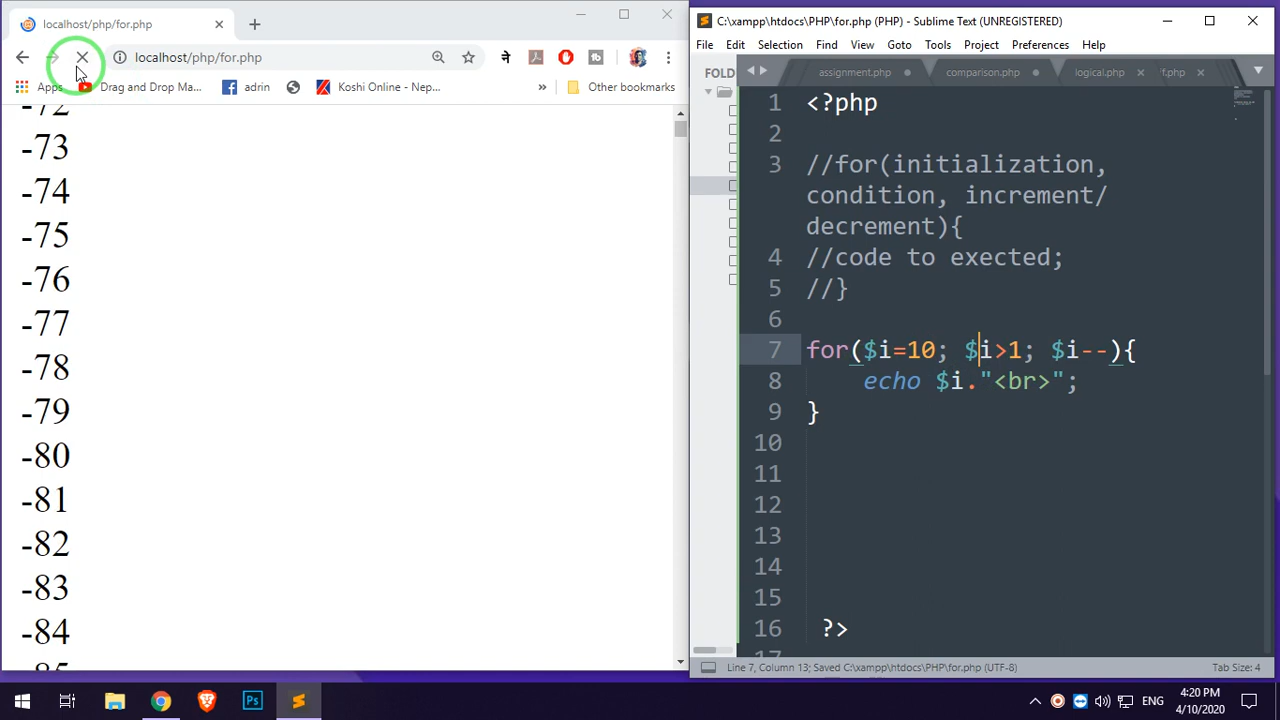 localhost/php/for.php
localhost/php/for.php
ने
Apps
Drag and Drop Ma...
adrin
Koshi Online - Nep...
»
Other bookmarks
-72
-73
-74
-75
-76
-77
-78
-79
-80
-81
-82
-83
-84
C:\xampp\htdocs\PHP\for.php (PHP) - Sublime Text (UNREGISTERED)
File Edit Selection Find View Goto Tools Project Preferences Help
FOLD
assignment.php
comparison.php
logical.php
f.php
1 <?php
2
3 //for(initialization,
condition, increment/
decrement){
4 //code to exected;
5 //}
6
7 for($i=10; $i>1; $i--){
8 echo $i."<br>";
9 }
10
11
12
13
14
15
16 ?>
17
Line 7, Column 13; Saved C:\xampp\htdocs\PHP\for.php (UTF-8)
Tab Size: 4
Ps
ENG
4:20 PM
4/10/2020